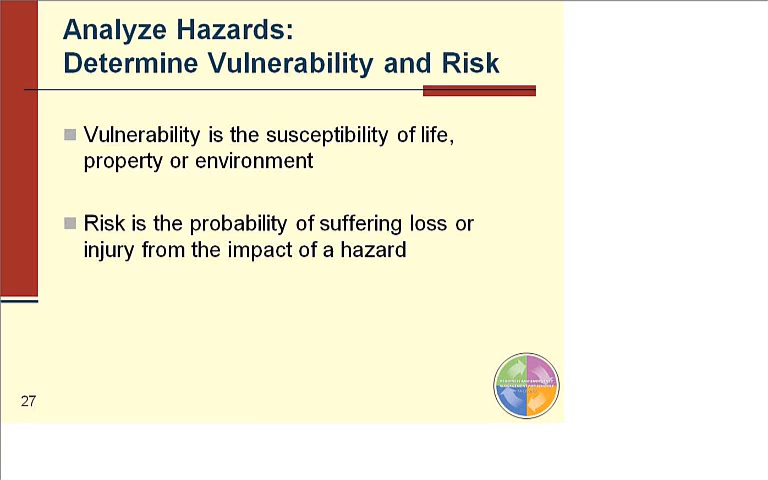 Analyze Hazards:
Determine Vulnerability and Risk
Vulnerability is the susceptibility of life,
property or environment
Risk is the probability of suffering loss or
injury from the impact of a hazard
27